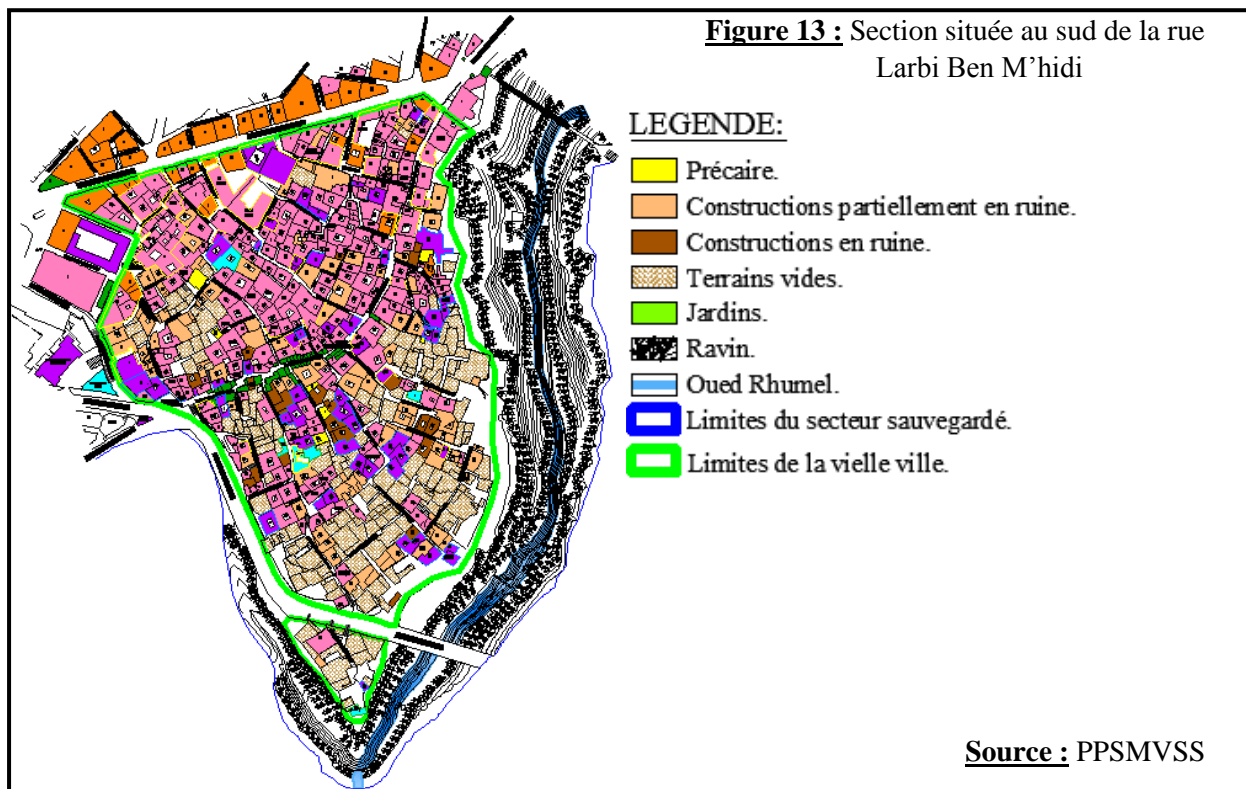 Figure 13 : Section située au sud de la rue
Larbi Ben M’hidi
LEGENDE:
Précaire.
Constructions partiellement en ruine.
Constructions en ruine.
Terrains vides.
Jardins.
Ravin.
Oued Rhumel.
Limites du secteur sauvegardé.
Limites de la vielle ville.
Source : PPSMVSS